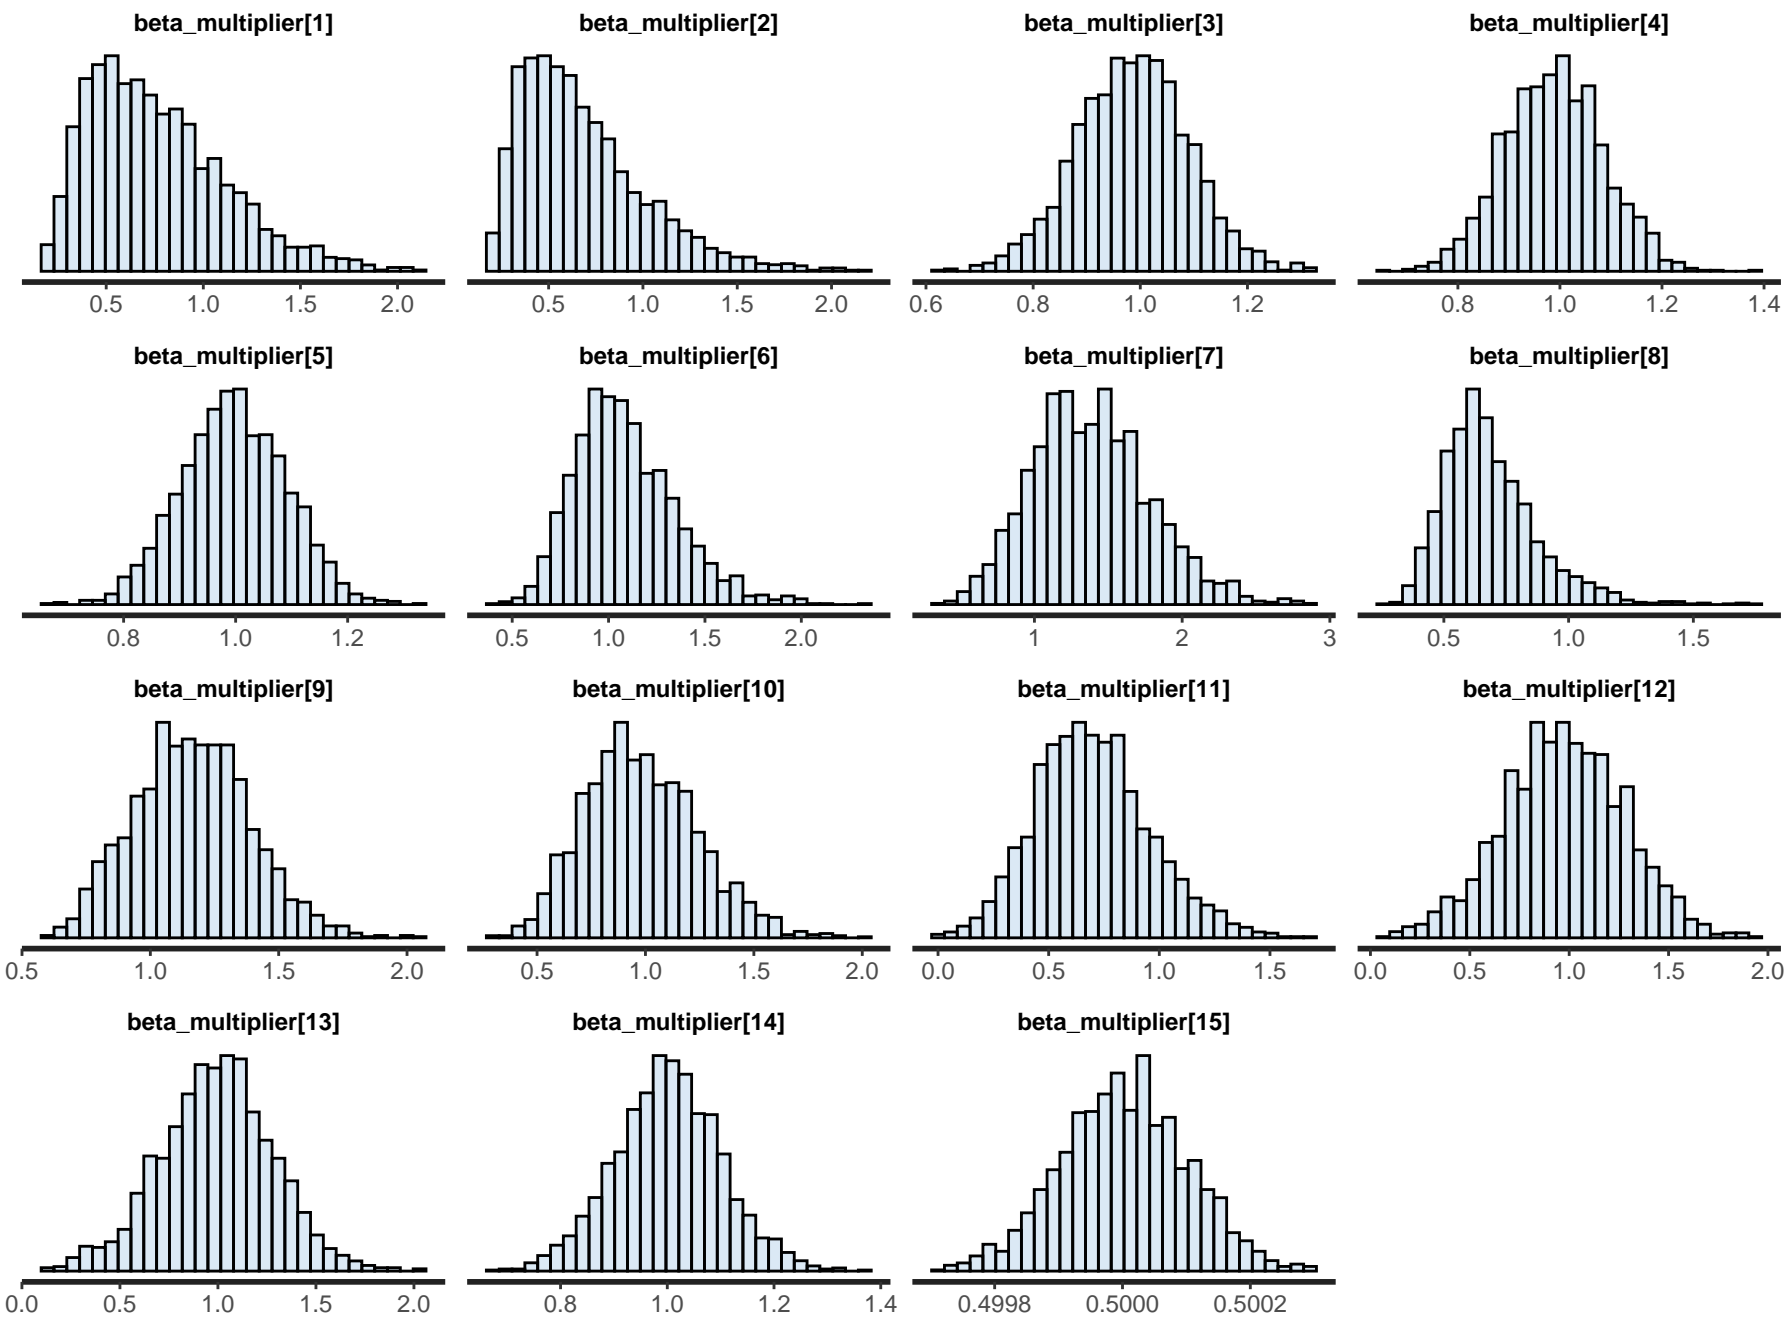 beta_multiplier[1] beta_multiplier[2] beta_multiplier[3] beta_multiplier[4]
0.5 1.0 1.5 2.0 0.5 1.0 1.5 2.0 0.6 0.8 1.0 1.2 0.8 1.0 1.2 1.4
beta_multiplier[5] beta_multiplier[6] beta_multiplier[7] beta_multiplier[8]
0.8 1.0 1.2 0.5 1.0 1.5 2.0 1 2 3 0.5 1.0 1.5
beta_multiplier[9] beta_multiplier[10] beta_multiplier[11] beta_multiplier[12]
0.5 1.0 1.5 2.0 0.5 1.0 1.5 2.0 0.0 0.5 1.0 1.5 0.0 0.5 1.0 1.5 2.0
beta_multiplier[13] beta_multiplier[14] beta_multiplier[15]
0.0 0.5 1.0 1.5 2.0 0.8 1.0 1.2 1.4 0.4998 0.5000 0.5002